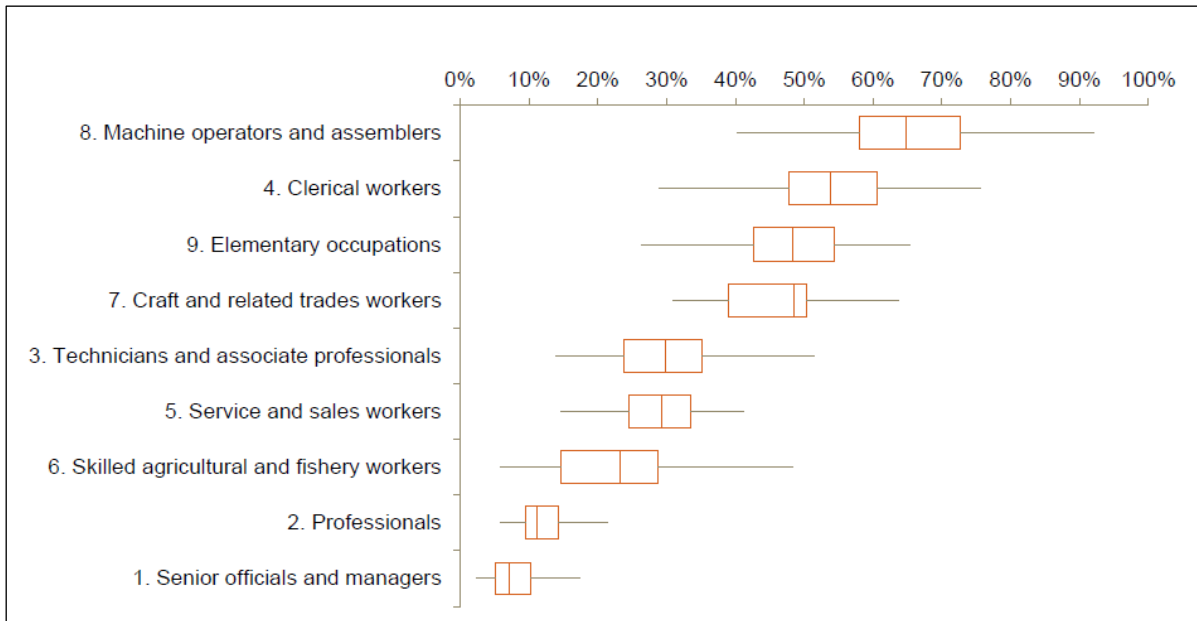 0% 10% 20% 30% 40% 50% 60% 70% 80% 90% 100%
8. Machine operators and assemblers
4. Clerical workers
9. Elementary occupations
7. Craft and related trades workers
3. Technicians and associate professionals
5. Service and sales workers
6. Skilled agricultural and fishery workers
2. Professionals
1. Senior officials and managers